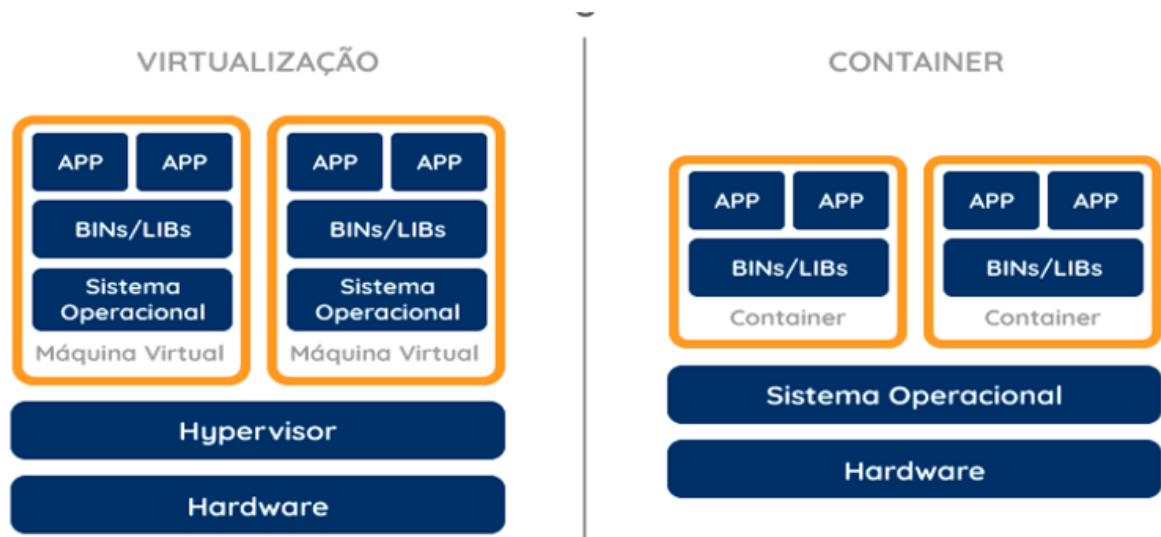 VIRTUALIZAÇÃO
APP APP
BINs/LIBs
Sistema
Operacional
Máquina Virtual
APP APP
BINs/LIBs
Sistema
Operacional
Máquina Virtual
Hypervisor
Hardware
CONTAINER
APP APP
BINs/LIBs
Container
APP APP
BINs/LIBs
Container
Sistema Operacional
Hardware